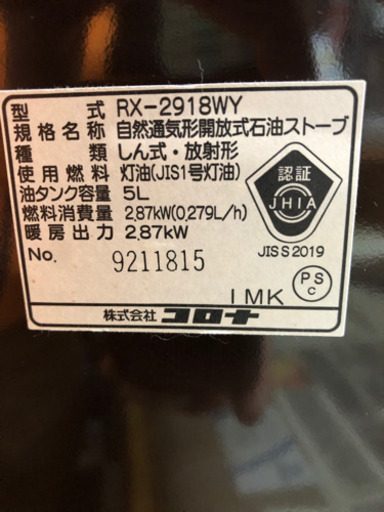 型式 RX-2918WY
規格名称 自然通気形開放式石油ストーブ
種類 しん式・放射形
使用燃料 灯油(JIS1号灯油)
油タンク容量 5L
燃料消費量 2.87kW(0.279L/h)
暖房出力 2.87kW
No. 9211815
認証
JHIA
JIS S 2019
PS
C
1MK
株式会社コロナ